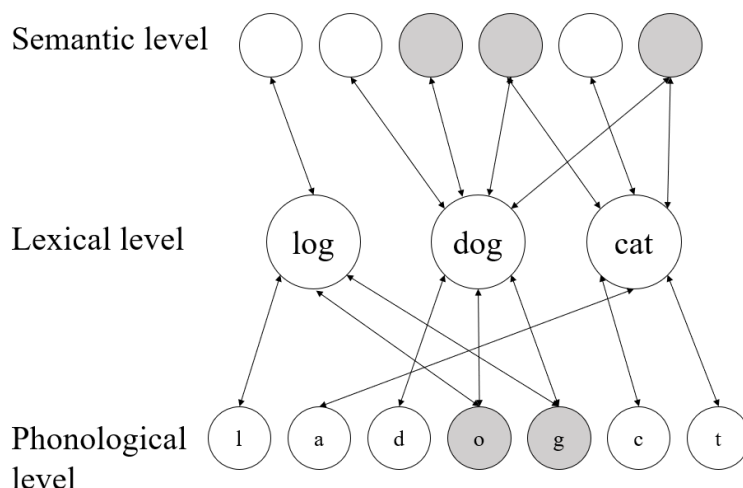 Semantic level
Lexical level
log
dog
cat
Phonological
level
l
a
d
o
g
c
t